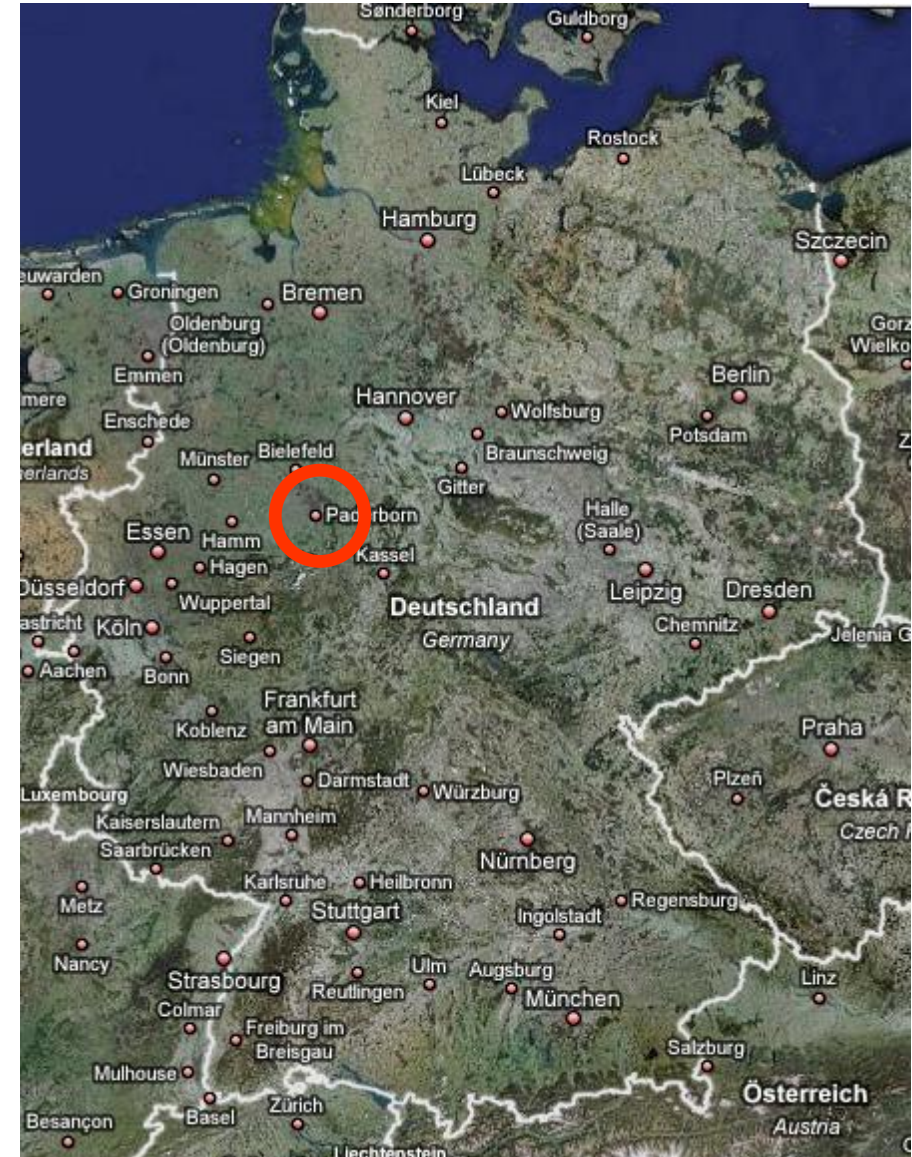 Sønderborg
Guldborg
Kiel
Rostock
Lübeck
Hamburg
Szczecin
Groningen
Bremen
Oldenburg
(Oldenburg)
Emmen
Hannover
Berlin
Wolfsburg
Enschede
Potsdam
Braunschweig
Münster
Bielefeld
Gitter
Halle
(Saale)
Paderborn
Essen
Hamm
Kassel
Hagen
Düsseldorf
Wuppertal
Leipzig
Dresden
Deutschland
Germany
Chemnitz
Köln
Siegen
Aachen
Bonn
Frankfurt
am Main
Koblenz
Praha
Wiesbaden
Darmstadt
Würzburg
Plzeň
Luxembourg
Česká R
Czech
Kaiserslautern
Mannheim
Saarbrücken
Nürnberg
Karlsruhe
Heilbronn
Metz
Regensburg
Stuttgart
Ingolstadt
Nancy
Strasbourg
Ulm
Augsburg
Linz
Reutlingen
München
Colmar
Freiburg im
Breisgau
Salzburg
Mulhouse
Österreich
Austria
Basel
Zürich
Besançon
Liechtenstein